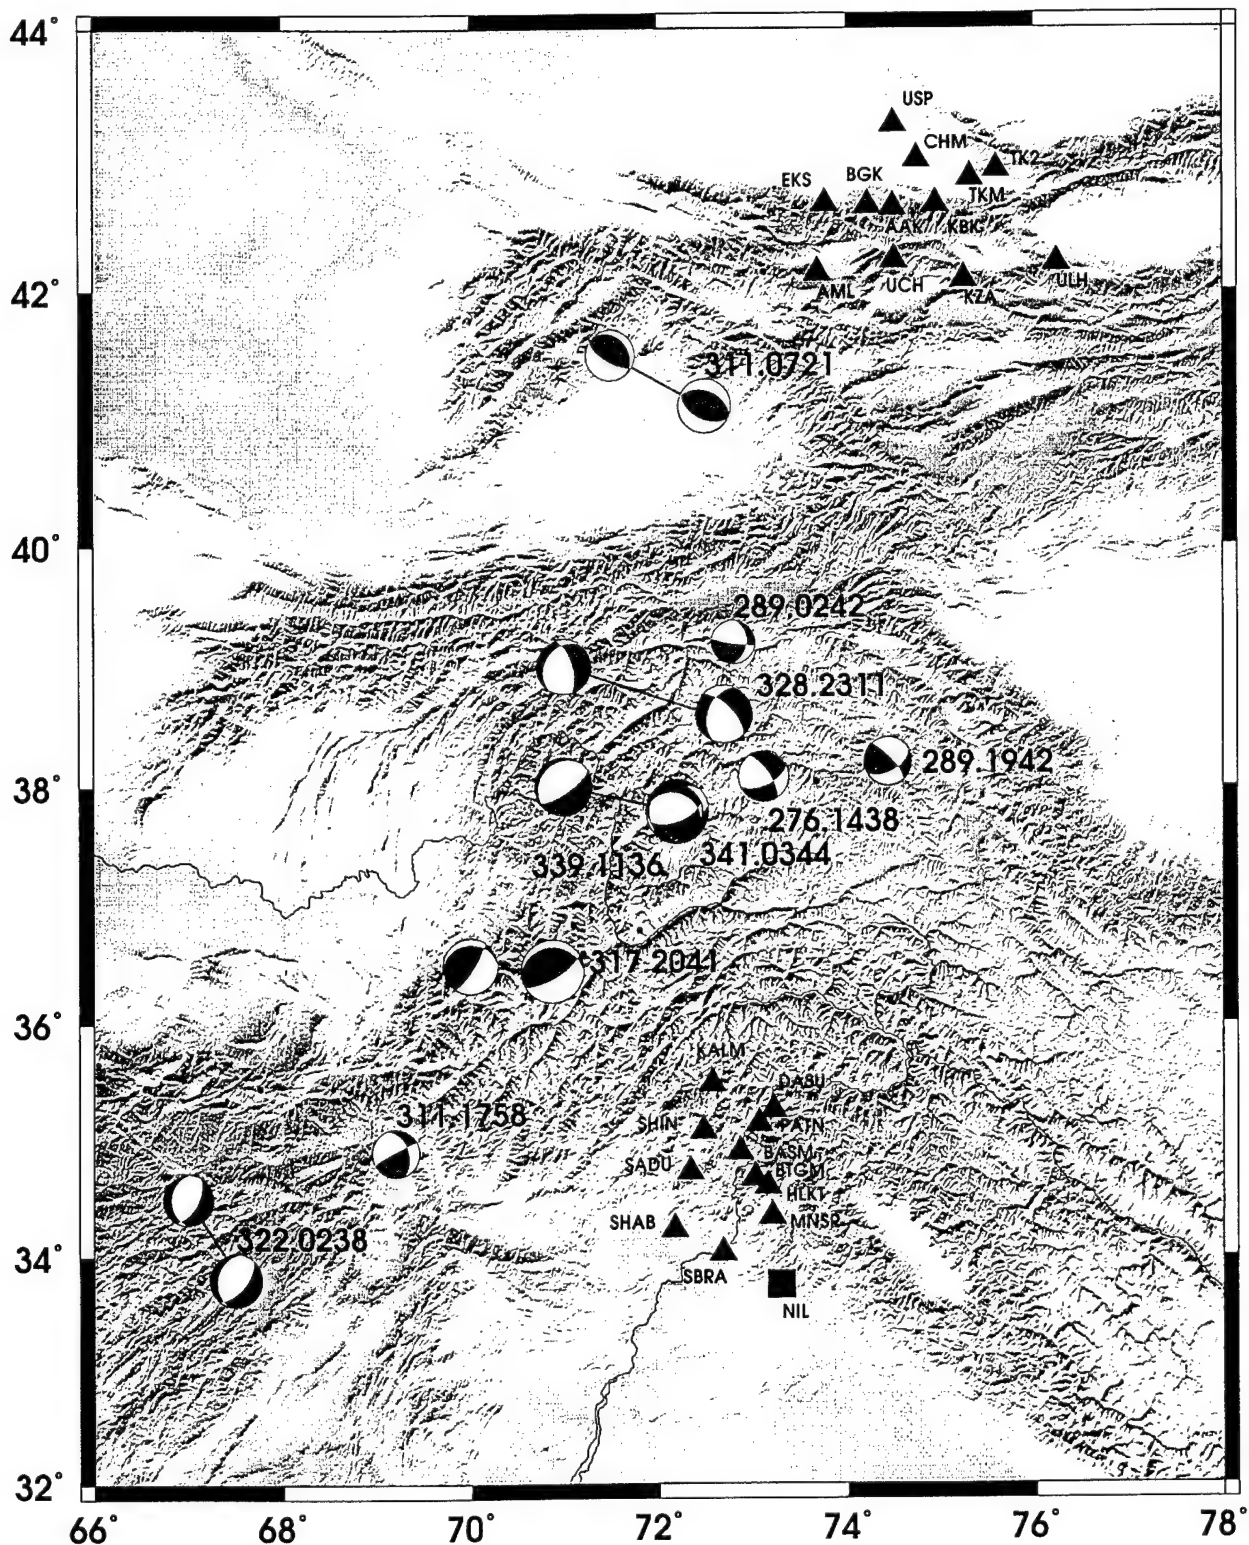 44°
USP
CHM
TK2
BGK
EKS
TKM
AAK
KBK
42°
AML
UCH
KZA
ULH
311.0721
40°
289.0242
328.2311
289.1942
38°
276.1438
339.1136
341.0344
317.2041
36°
KALM
DASU
311.1758
SHIN
PATN
BASM
SADU
BTGM
HLKT
SHAB
MNSR
322.0238
34°
SBRA
NIL
32°
66° 68° 70° 72° 74° 76° 78°